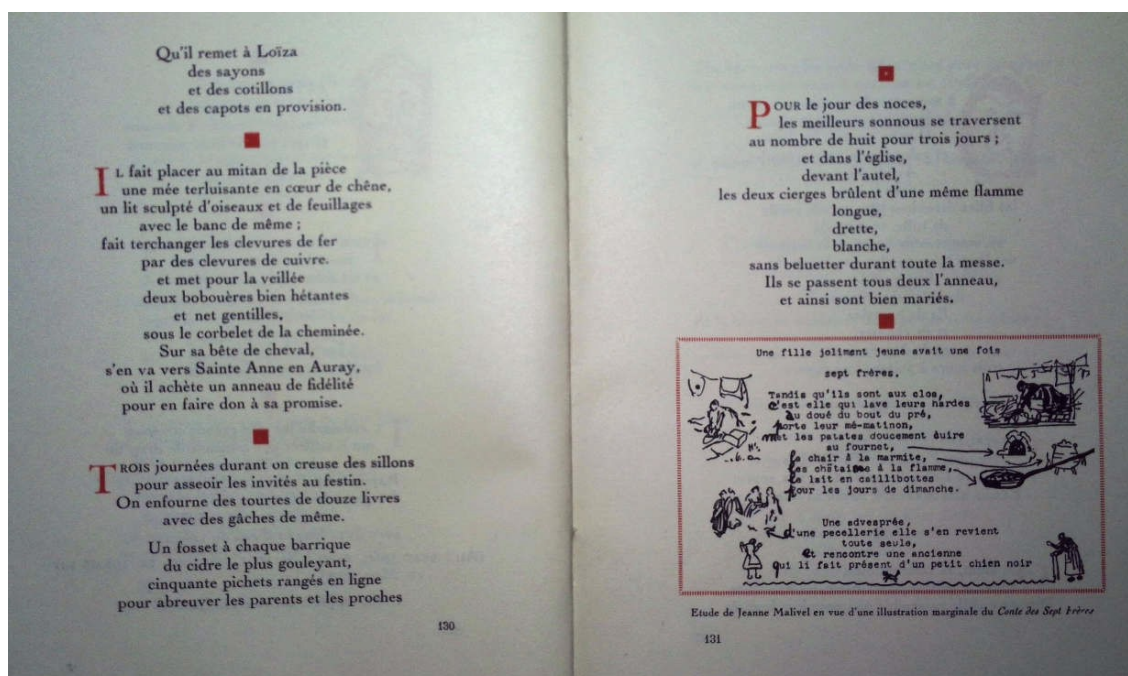 Qu'il remet à Loïza
des sayons
et des cotillons
et des capots en provision.
IL fait placer au mitan de la pièce
une mée terluisante en cœur de chêne,
un lit sculpté d'oiseaux et de feuillages
avec le banc de même ;
fait terchanger les clevures de fer
par des clevures de cuivre.
et met pour la veillée
deux bobouères bien hétantes
et net gentilles,
sous le corbelet de la cheminée.
Sur sa bête de cheval,
s'en va vers Sainte Anne en Auray,
où il achète un anneau de fidélité
pour en faire don à sa promise.
TROIS journées durant on creuse des sillons
pour asseoir les invités au festin.
On enfourne des tourtes de douze livres
avec des gâches de même.
Un fosset à chaque barrique
du cidre le plus gouleyant,
cinquante pichets rangés en ligne
pour abreuver les parents et les proches
130
POUR le jour des noces,
les meilleurs sonnous se traversent
au nombre de huit pour trois jours ;
et dans l'église,
devant l'autel,
les deux cierges brûlent d'une même flamme
longue,
drette,
blanche,
sans beluetter durant toute la messe.
Ils se passent tous deux l'anneau,
et ainsi sont bien mariés.
Une fille joliment jeune avait une fois
sept frères.
Tandis qu'ils sont aux clos,
C'est elle qui lave leurs hardes
au doué du bout du pré,
porte leur mé-matinon,
met les patates doucement cuire
au fournet,
la chair à la marmite,
les châtaines à la flamme,
le lait en caillibottes
pour les jours de dimanche.
Une advesprée,
d'une pecellerie elle s'en revient
toute seule,
et rencontre une ancienne
qui li fait présent d'un petit chien noir
Etude de Jeanne Malivel en vue d'une illustration marginale du Conte des Sept frères
131